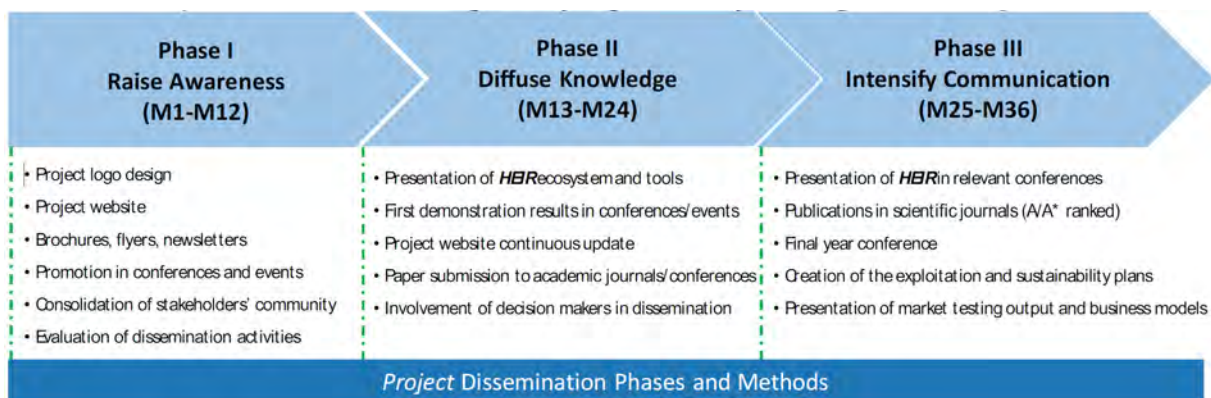 Phase I
Raise Awareness
(M1-M12)
• Project logo design
• Project website
• Brochures, flyers, newsletters
• Promotion in conferences and events
• Consolidation of stakeholders' community
• Evaluation of dissemination activities
Phase II
Diffuse Knowledge
(M13-M24)
• Presentation of HEIR ecosystem and tools
• First demonstration results in conferences/events
• Project website continuous update
• Paper submission to academic journals/conferences
• Involvement of decision makers in dissemination
Phase III
Intensify Communication
(M25-M36)
• Presentation of HEIR in relevant conferences
• Publications in scientific journals (A/A* ranked)
• Final year conference
• Creation of the exploitation and sustainability plans
• Presentation of market testing output and business models
Project Dissemination Phases and Methods